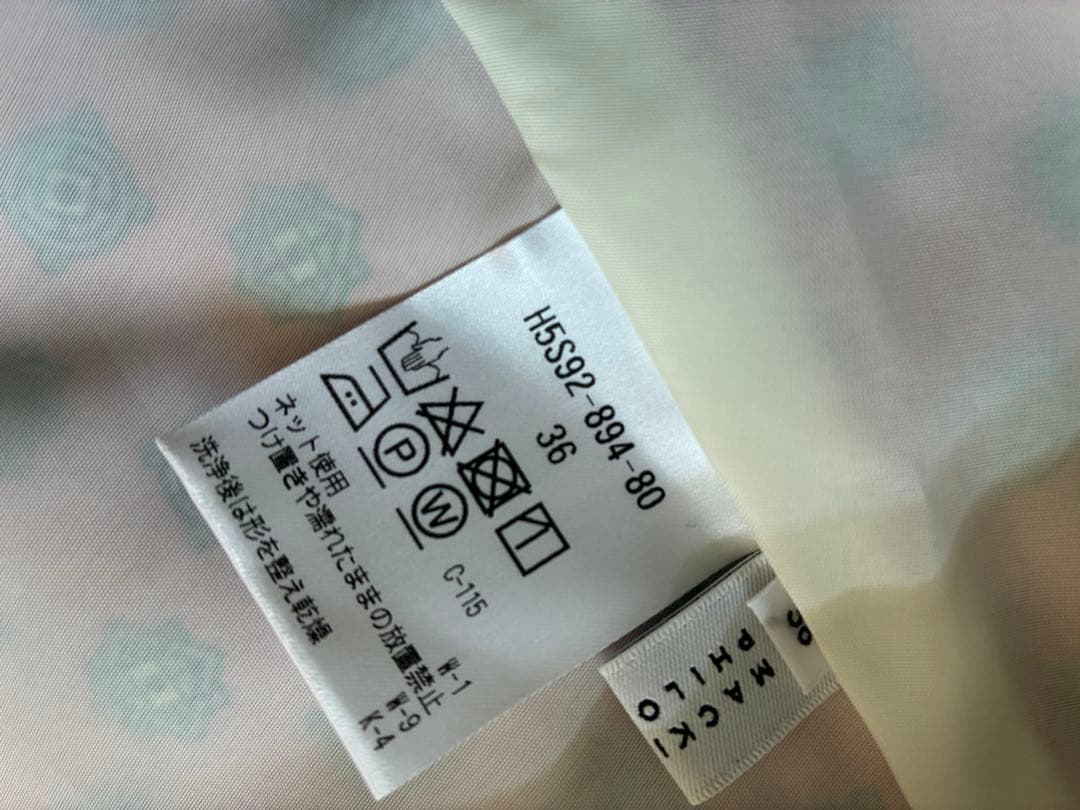 H5S92-894-80
36
P
W
C-115
ネット使用
つけ置きや濡れたままの放置禁止
洗浄後は形を整え乾燥
W-1
W-9
K-4
MACKI
PHILO